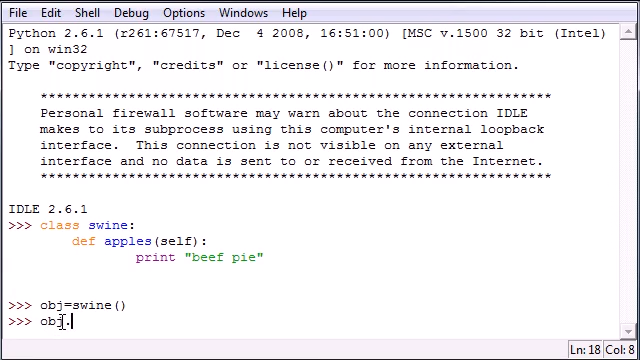 File Edit Shell Debug Options Windows Help
Python 2.6.1 (r261:67517, Dec  4 2008, 16:51:00) [MSC v.1500 32 bit (Intel)
] on win32
Type "copyright", "credits" or "license()" for more information.
****************************************************************
Personal firewall software may warn about the connection IDLE
makes to its subprocess using this computer's internal loopback
interface.  This connection is not visible on any external
interface and no data is sent to or received from the Internet.
****************************************************************
IDLE 2.6.1
>>> class swine:
def apples(self):
print "beef pie"
>>> obj=swine()
>>> obj.
Ln: 18 Col: 8